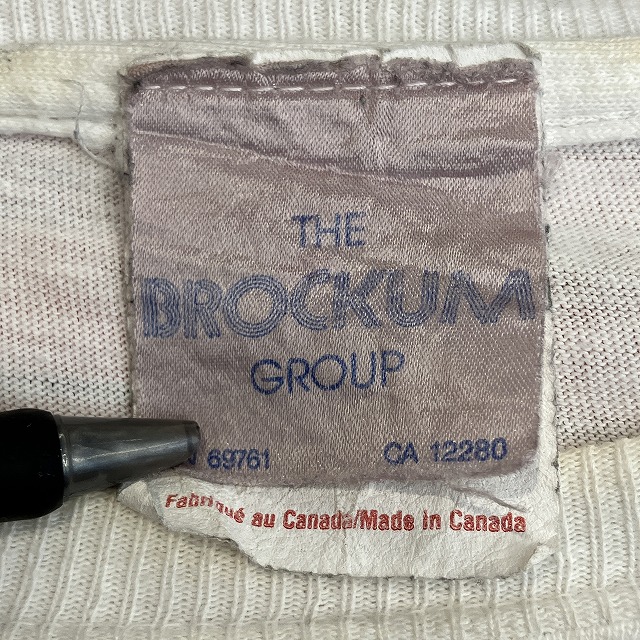 THE
BROCKUM
GROUP
69761 CA 12280
Fabriqué au Canada/Made in Canada